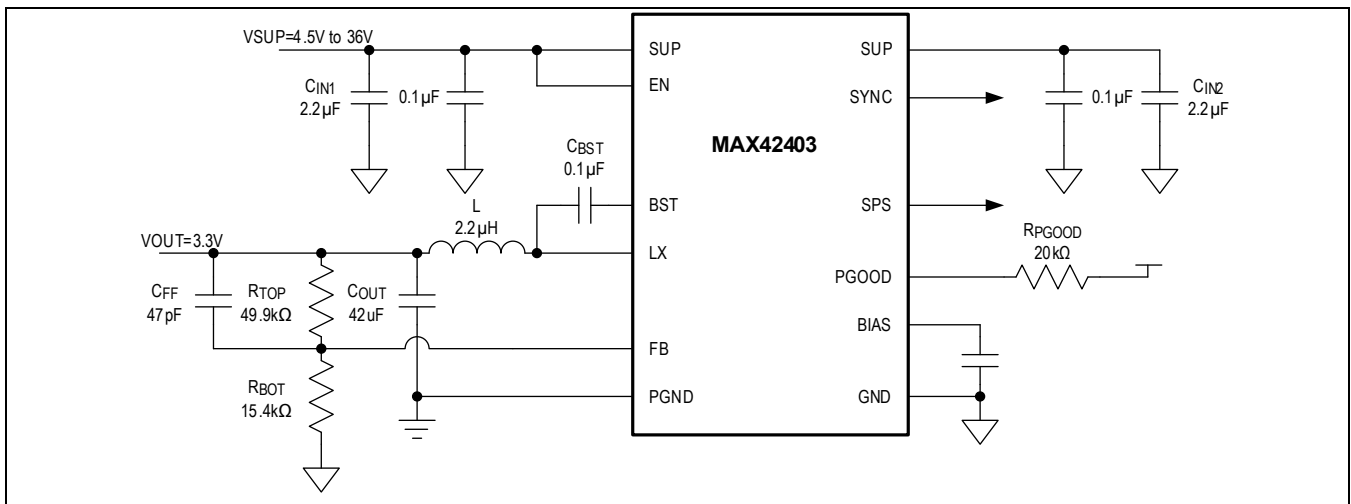 VSUP=4.5V to 36V
CIN1
2.2µF
0.1µF
SUP
EN
CBST
0.1µF
BST
L
2.2µH
LX
VOUT=3.3V
CFF
47pF
RTOP
49.9kΩ
COUT
42uF
FB
RBOT
15.4kΩ
PGND
MAX42403
SUP
SYNC
0.1µF
CIN2
2.2µF
SPS
RPGOOD
20kΩ
PGOOD
BIAS
GND